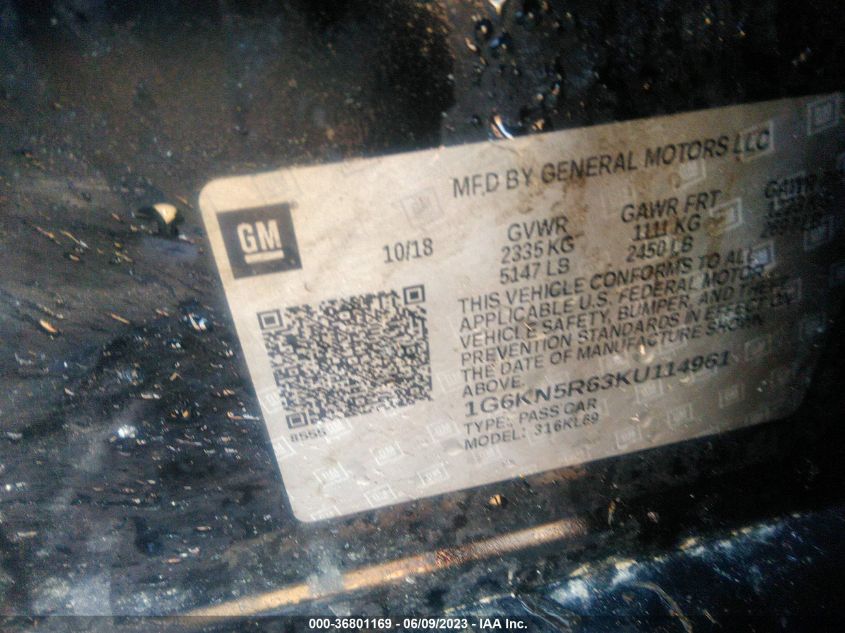 MFD BY GENERAL MOTORS LLC
GM
10/18
GVWR
2335 KG
5147 LB
GAWR FRT
1111 KG
2450 LB
THIS VEHICLE CONFORMS TO ALL
APPLICABLE U.S. FEDERAL MOTOR
VEHICLE SAFETY, BUMPER, AND THEFT
PREVENTION STANDARDS IN EFFECT ON
THE DATE OF MANUFACTURE SHOWN
ABOVE.
1G6KN5R63KU114961
TYPE: PASS CAR
MODEL: 316KL69
000-36801169 - 06/09/2023 - IAA Inc.